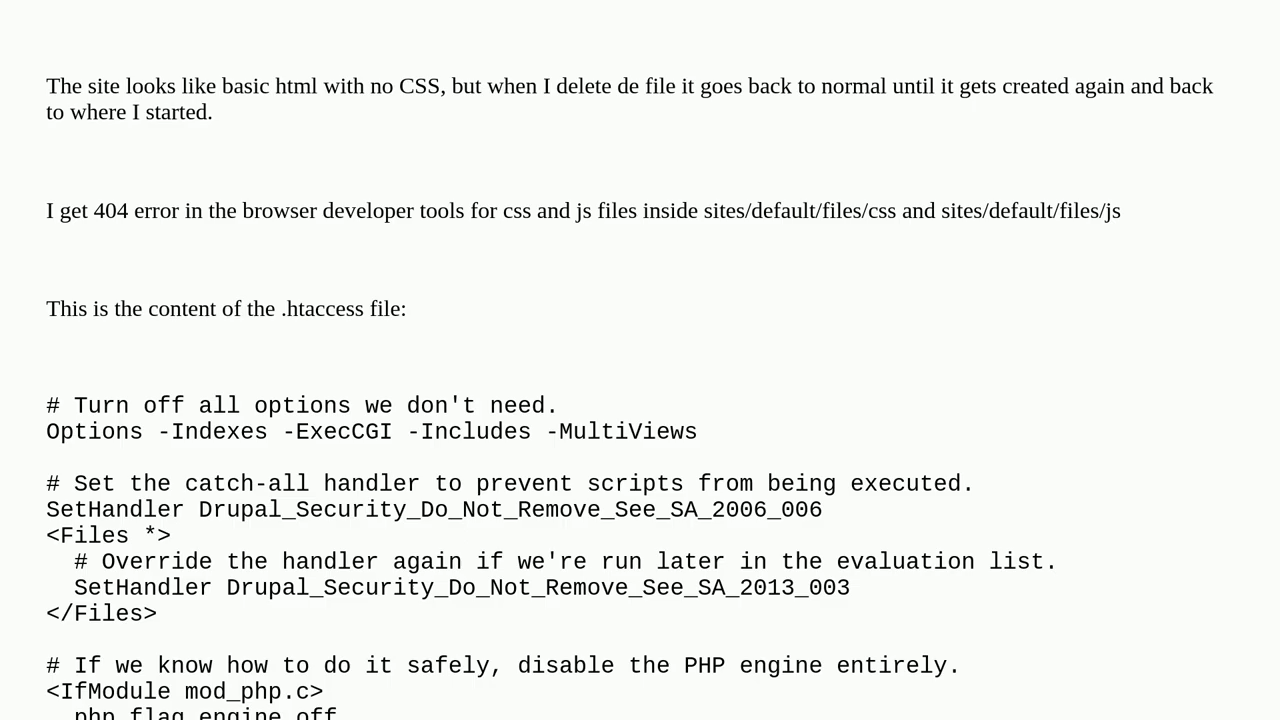 The site looks like basic html with no CSS, but when I delete de file it goes back to normal until it gets created again and back
to where I started.
I get 404 error in the browser developer tools for css and js files inside sites/default/files/css and sites/default/files/js
This is the content of the .htaccess file:
# Turn off all options we don't need.
Options -Indexes -ExecCGI -Includes -MultiViews
# Set the catch-all handler to prevent scripts from being executed.
SetHandler Drupal_Security_Do_Not_Remove_See_SA_2006_006
<Files *>
  # Override the handler again if we're run later in the evaluation list.
  SetHandler Drupal_Security_Do_Not_Remove_See_SA_2013_003
</Files>
# If we know how to do it safely, disable the PHP engine entirely.
<IfModule mod_php.c>
  php_flag engine off